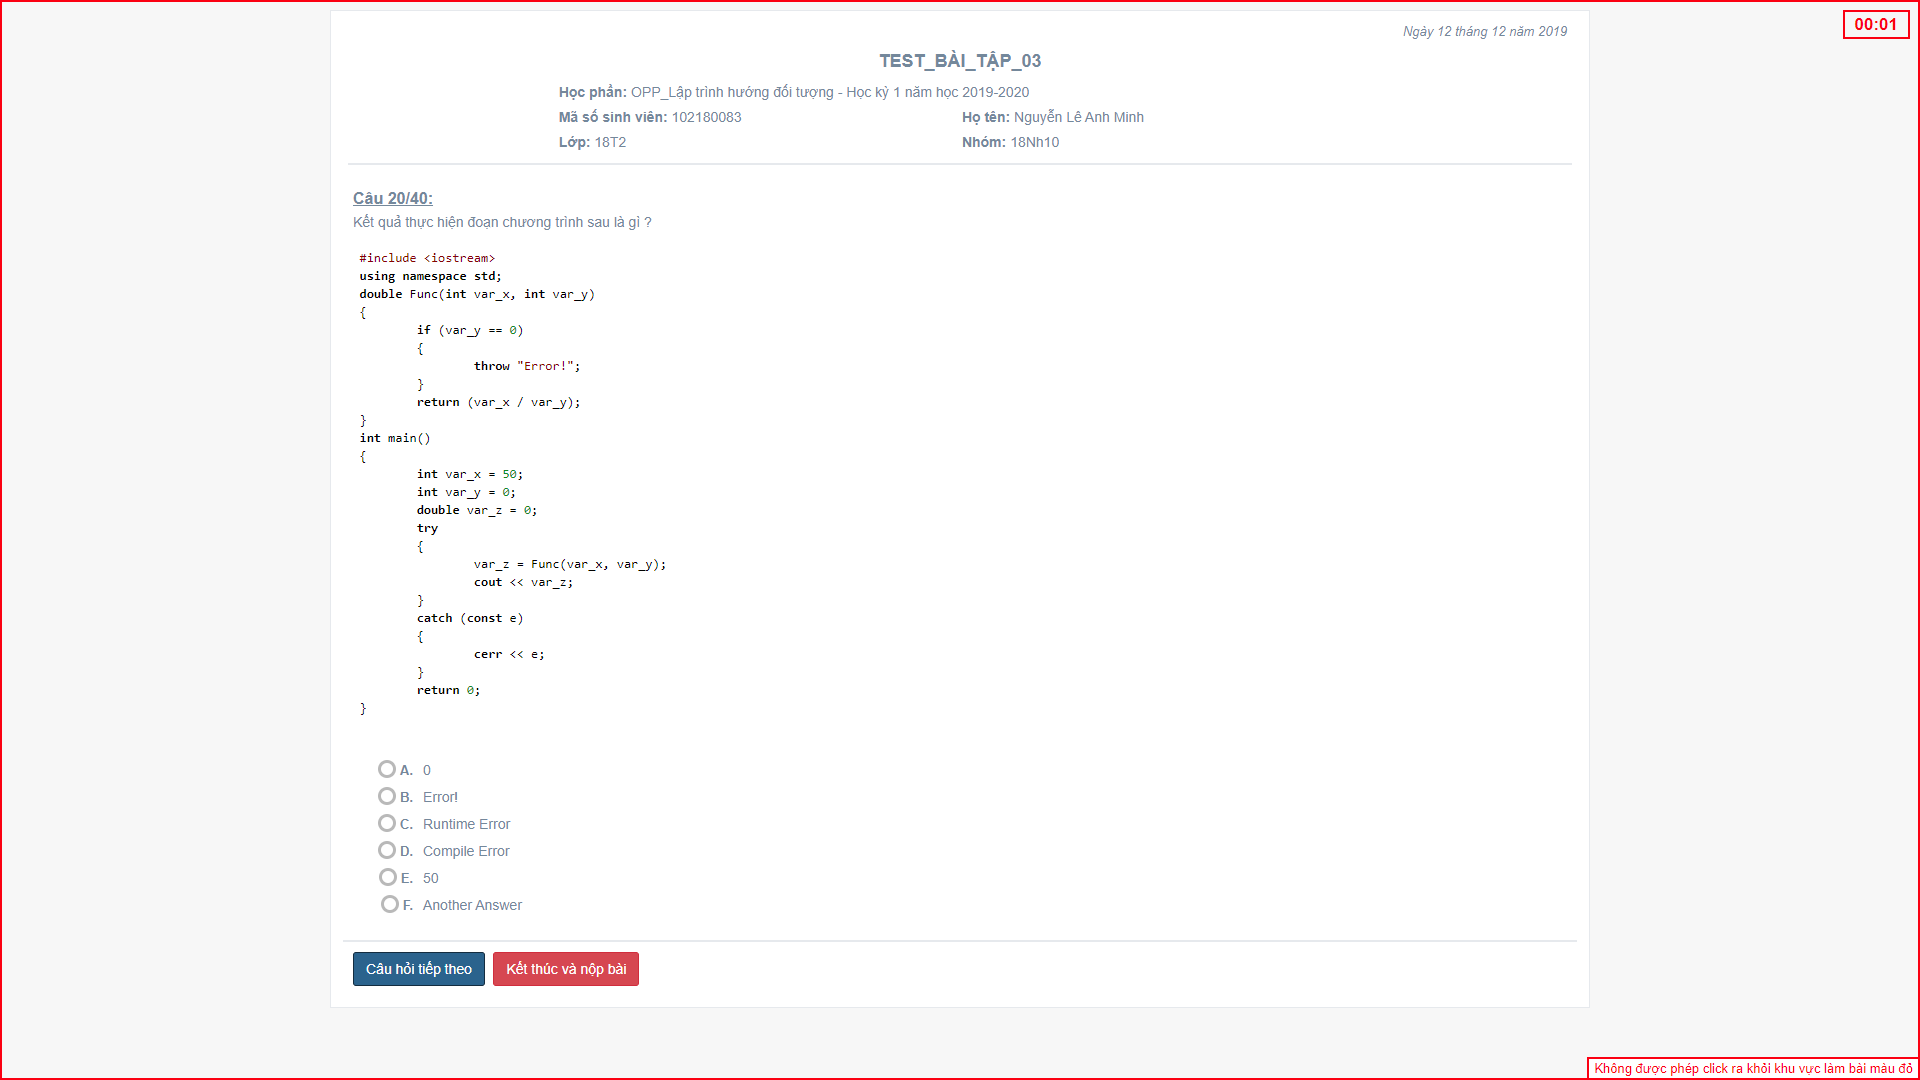 00:01
Ngày 12 tháng 12 năm 2019
TEST_BÀI_TẬP_03
Học phần: OPP_Lập trình hướng đối tượng - Học kỳ 1 năm học 2019-2020
Mã số sinh viên: 102180083 Họ tên: Nguyễn Lê Anh Minh
Lớp: 18T2 Nhóm: 18Nh10
Câu 20/40:
Kết quả thực hiện đoạn chương trình sau là gì ?
#include <iostream>
using namespace std;
double Func(int var_x, int var_y)
{
if (var_y == 0)
{
throw "Error!";
}
return (var_x / var_y);
}
int main()
{
int var_x = 50;
int var_y = 0;
double var_z = 0;
try
{
var_z = Func(var_x, var_y);
cout << var_z;
}
catch (const e)
{
cerr << e;
}
return 0;
}
A. 0
B. Error!
C. Runtime Error
D. Compile Error
E. 50
F. Another Answer
Câu hỏi tiếp theo Kết thúc và nộp bài
Không được phép click ra khỏi khu vực làm bài màu đỏ